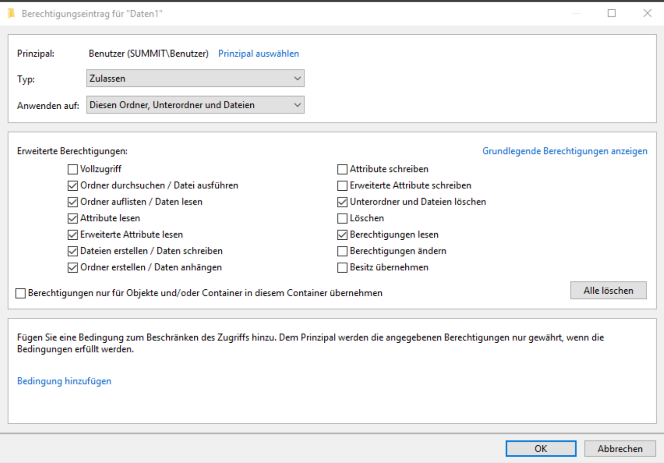 Berechtigungseintrag für "Daten1"
Prinzipal: Benutzer (SUMMIT\Benutzer) Prinzipal auswählen
Typ: Zulassen
Anwenden auf: Diesen Ordner, Unterordner und Dateien
Erweiterte Berechtigungen: Grundlegende Berechtigungen anzeigen
Vollzugriff Attribute schreiben
Ordner durchsuchen / Datei ausführen Erweiterte Attribute schreiben
Ordner auflisten / Daten lesen Unterordner und Dateien löschen
Attribute lesen Löschen
Erweiterte Attribute lesen Berechtigungen lesen
Dateien erstellen / Daten schreiben Berechtigungen ändern
Ordner erstellen / Daten anhängen Besitz übernehmen
Berechtigungen nur für Objekte und/oder Container in diesem Container übernehmen Alle löschen
Fügen Sie eine Bedingung zum Beschränken des Zugriffs hinzu. Dem Prinzipal werden die angegebenen Berechtigungen nur gewährt, wenn die
Bedingungen erfüllt werden.
Bedingung hinzufügen
OK Abbrechen